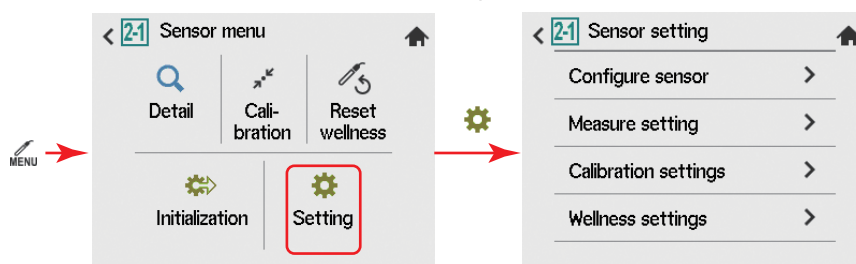 2-1 Sensor menu
Detail
Cali-
bration
Reset
wellness
MENU
Initialization
Setting
2-1 Sensor setting
Configure sensor
Measure setting
Calibration settings
Wellness settings